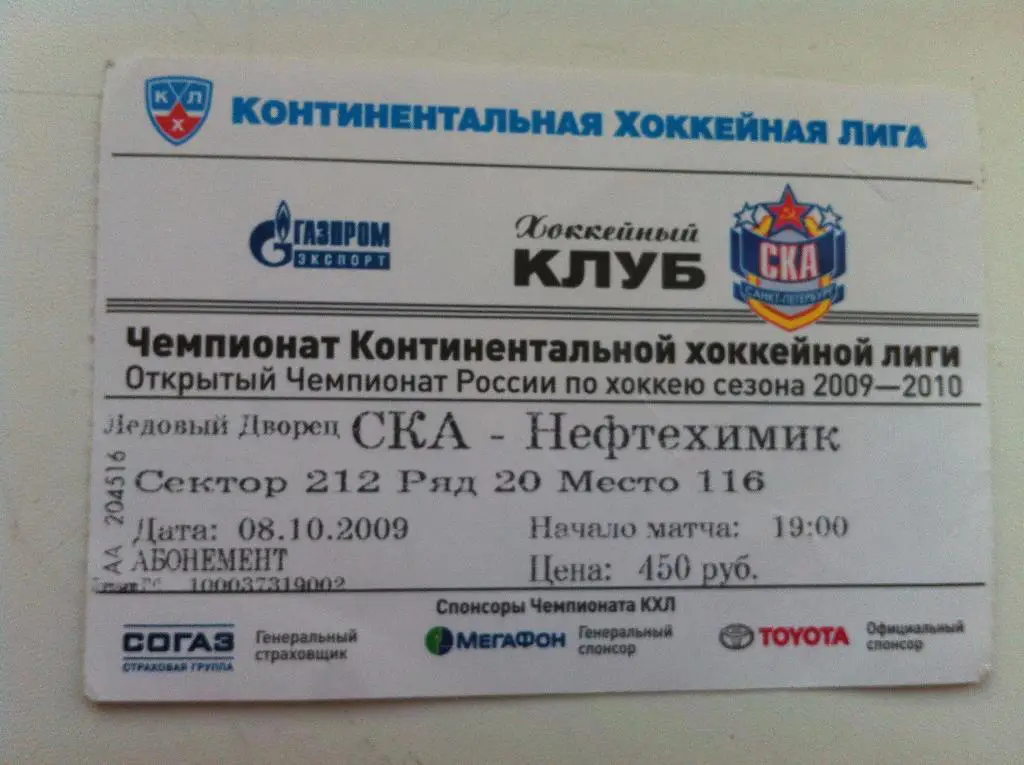 КХЛ
КОНТИНЕНТАЛЬНАЯ ХОККЕЙНАЯ ЛИГА
ГАЗПРОМ
ЭКСПОРТ
Хоккейный
КЛУБ
СКА
САНКТ-ПЕТЕРБУРГ
Чемпионат Континентальной хоккейной лиги
Открытый Чемпионат России по хоккею сезона 2009—2010
Ледовый Дворец СКА - Нефтехимик
Сектор 212 Ряд 20 Место 116
Дата: 08.10.2009 Начало матча: 19:00
АБОНЕМЕНТ Цена: 450 руб.
100037319002
АА 204516
Спонсоры Чемпионата КХЛ
СОГАЗ
СТРАХОВАЯ ГРУППА
Генеральный
страховщик
МЕГАФОН
Генеральный
спонсор
TOYOTA
Официальный
спонсор